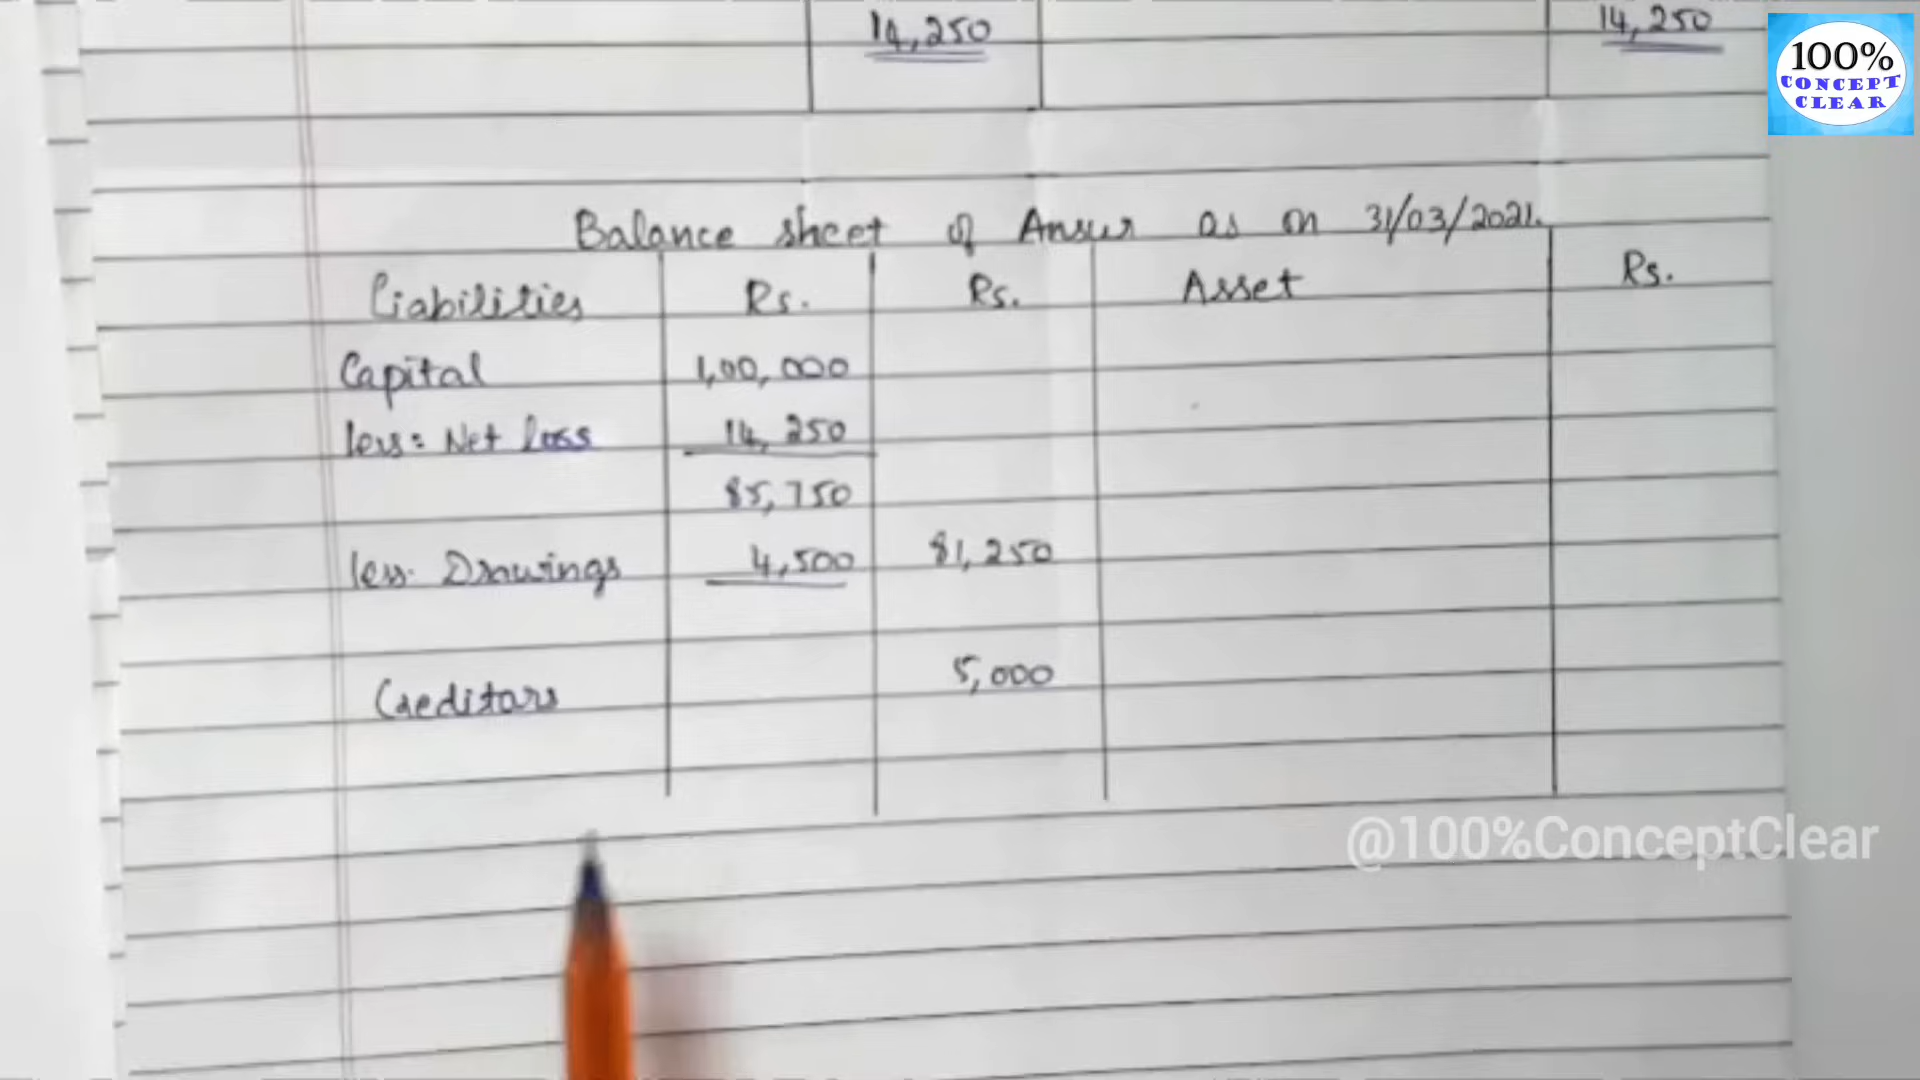 14,250 14,250
100%
CONCEPT
CLEAR
Balance sheet of Ansur as on 31/03/2021.
Liabilities Rs. Rs. Asset Rs.
Capital 1,00,000
less: Net Loss 14,250
85,750
less. Drawings 4,500 81,250
Creditars 5,000
@100%ConceptClear